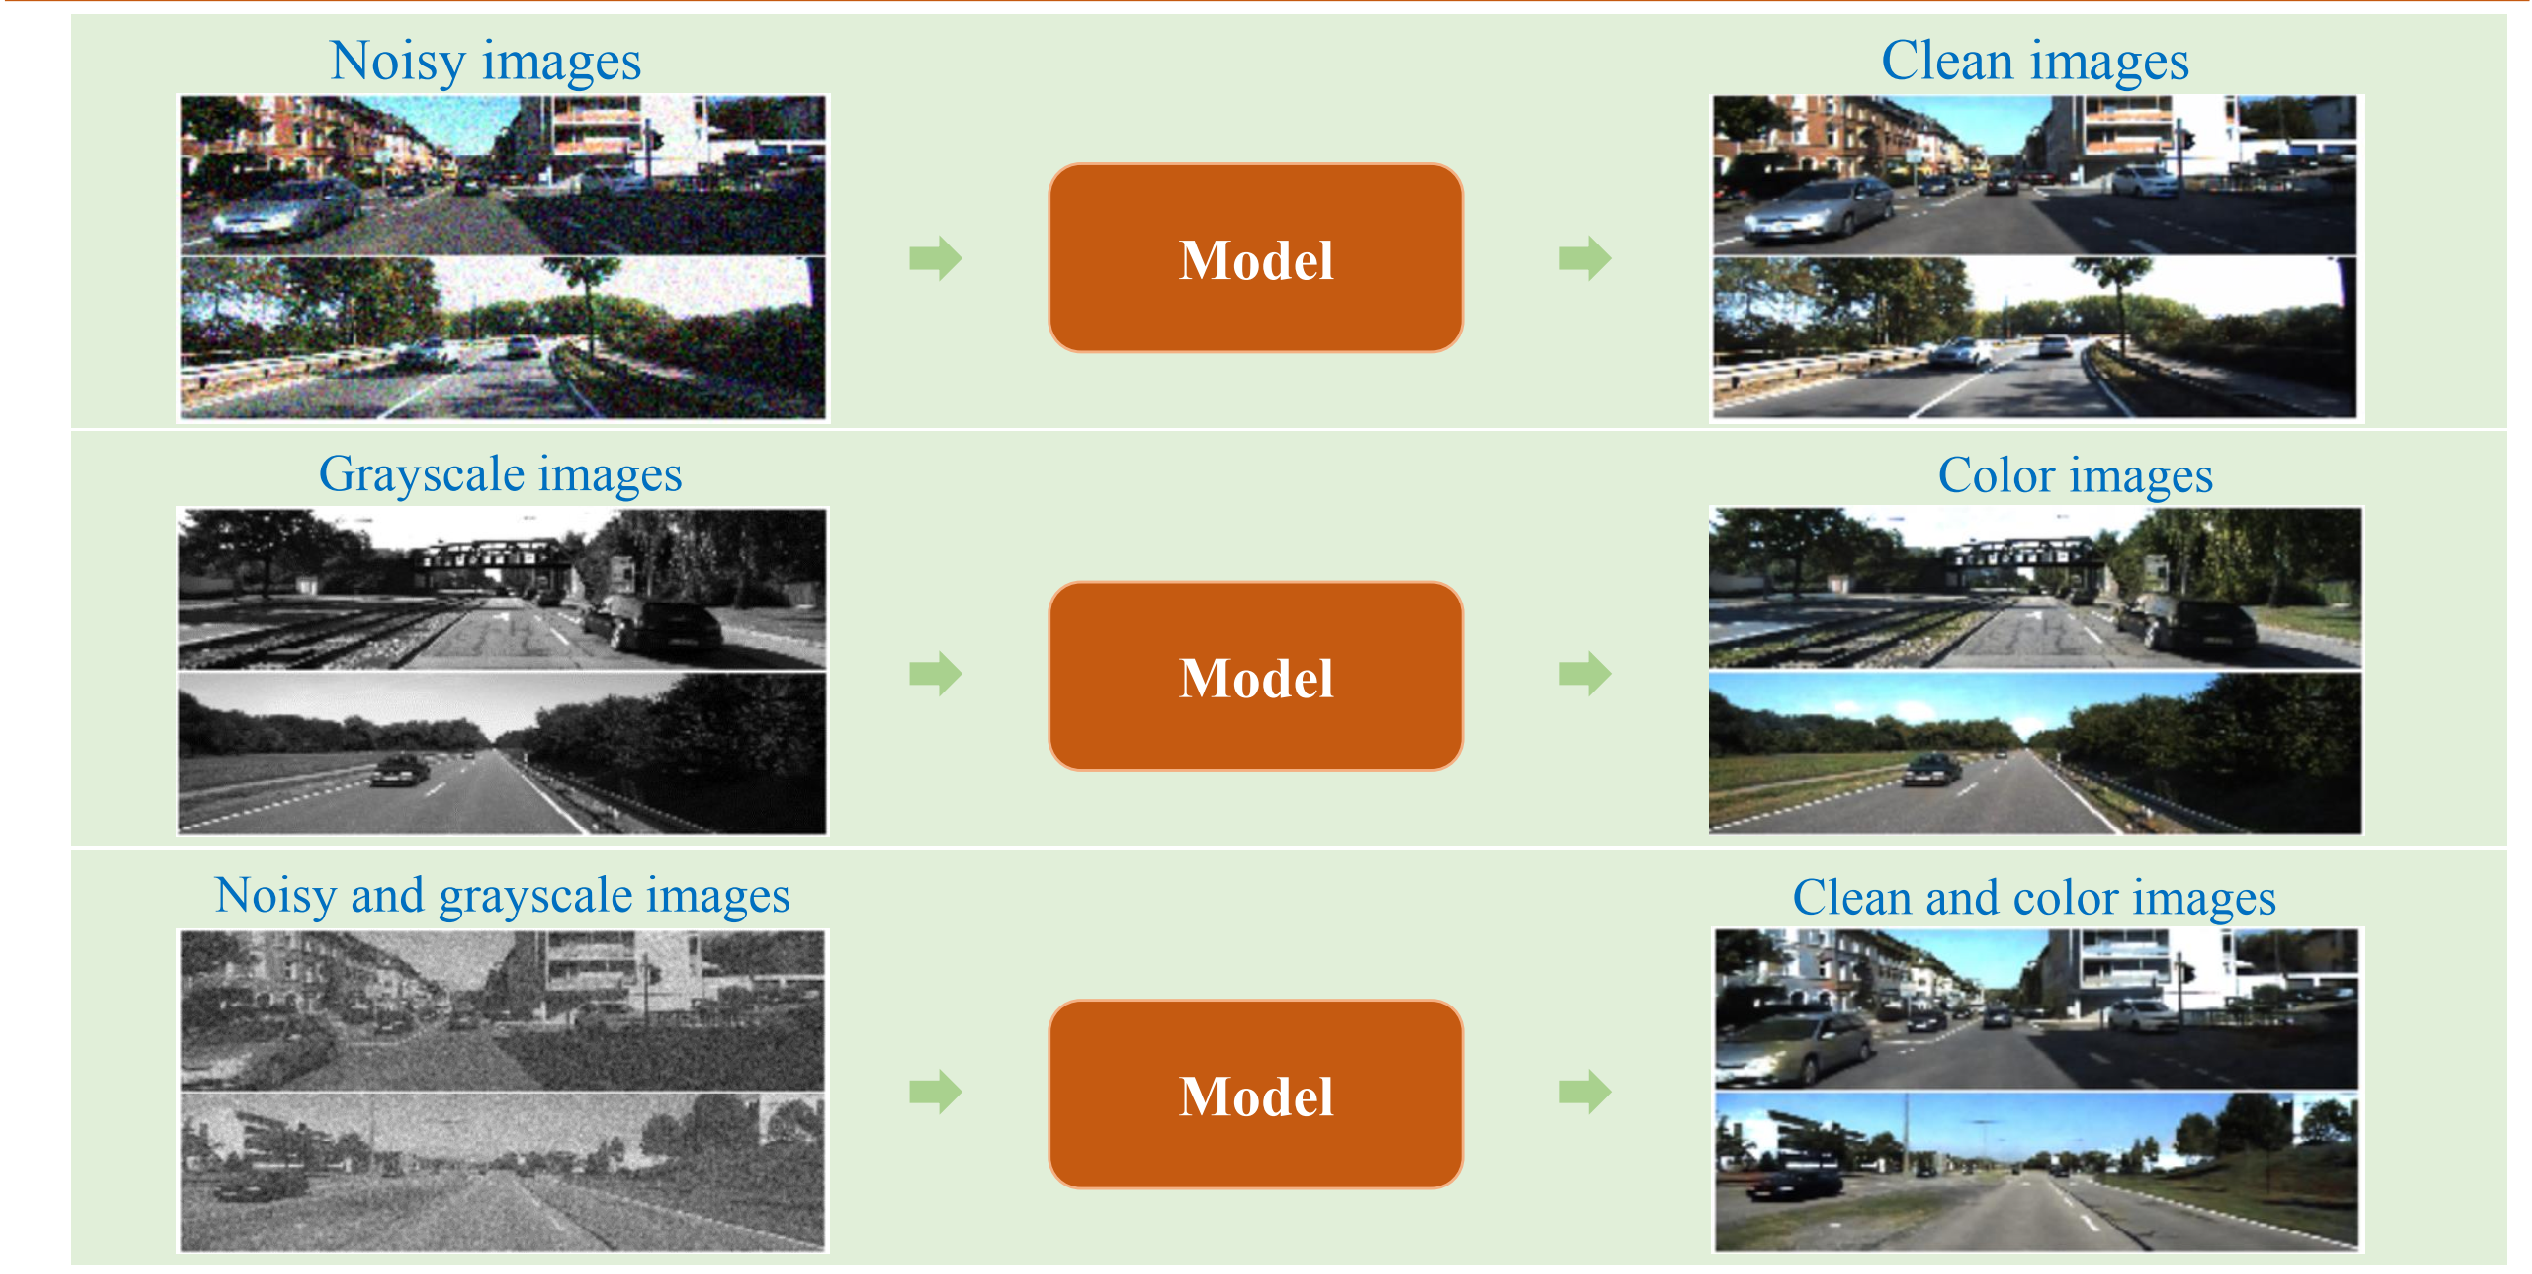 Noisy images
Clean images
Model
Grayscale images
Color images
Model
Noisy and grayscale images
Clean and color images
Model